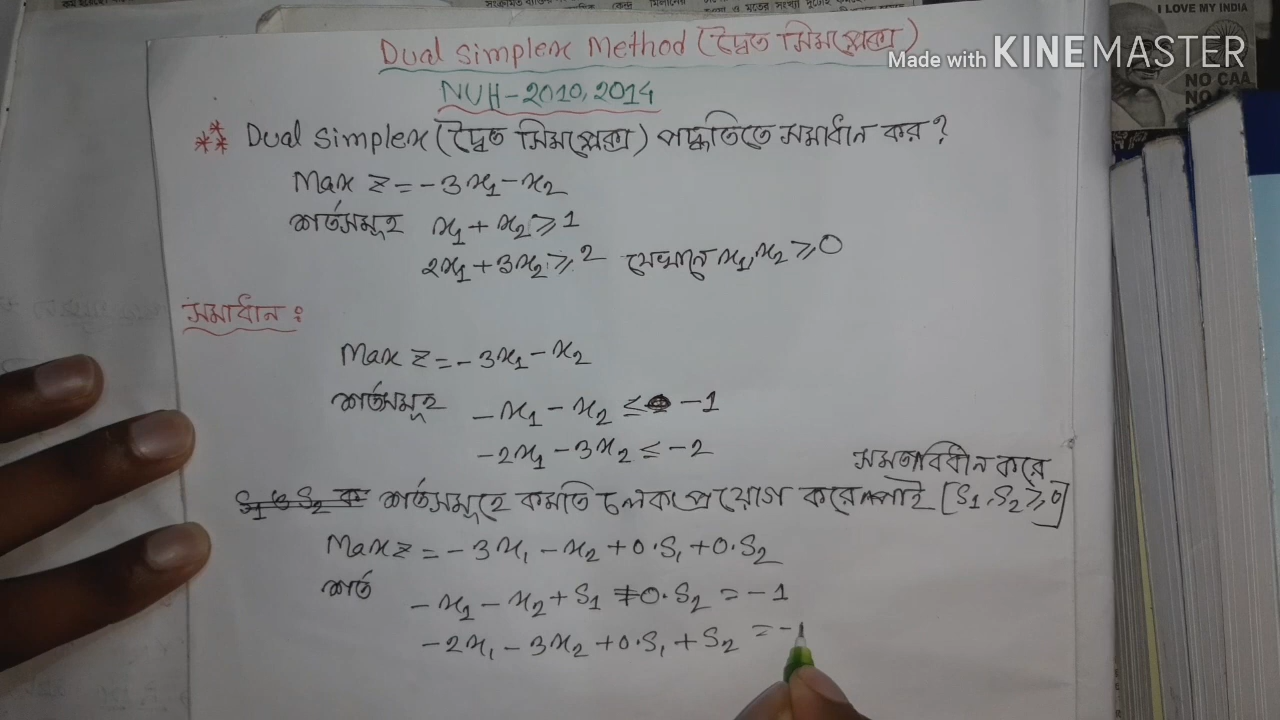 I LOVE MY INDIA
Made with KINEMASTER
NO CAA
NO
Dual Simplex Method (দ্বৈত সিমপ্লেক্স)
NUH-2010, 2014
*** Dual Simplex (দ্বৈত সিমপ্লেক্স) পদ্ধতিতে সমাধান কর?
Max Z = -3x₁ - x₂
শর্তসমূহ x₁ + x₂ ≥ 1
2x₁ + 3x₂ ≥ 2 যেখানে x₁, x₂ ≥ 0
সমাধান:
Max Z = -3x₁ - x₂
শর্তসমূহ -x₁ - x₂ ≤ -1
-2x₁ - 3x₂ ≤ -2
সমতাবিধান করে
শর্তসমূহে কমতি চলক প্রয়োগ করে পাই [S₁, S₂ ≥ 0]
Max Z = -3x₁ - x₂ + 0·S₁ + 0·S₂
শর্ত
-x₁ - x₂ + S₁ + 0·S₂ = -1
-2x₁ - 3x₂ + 0·S₁ + S₂ = -